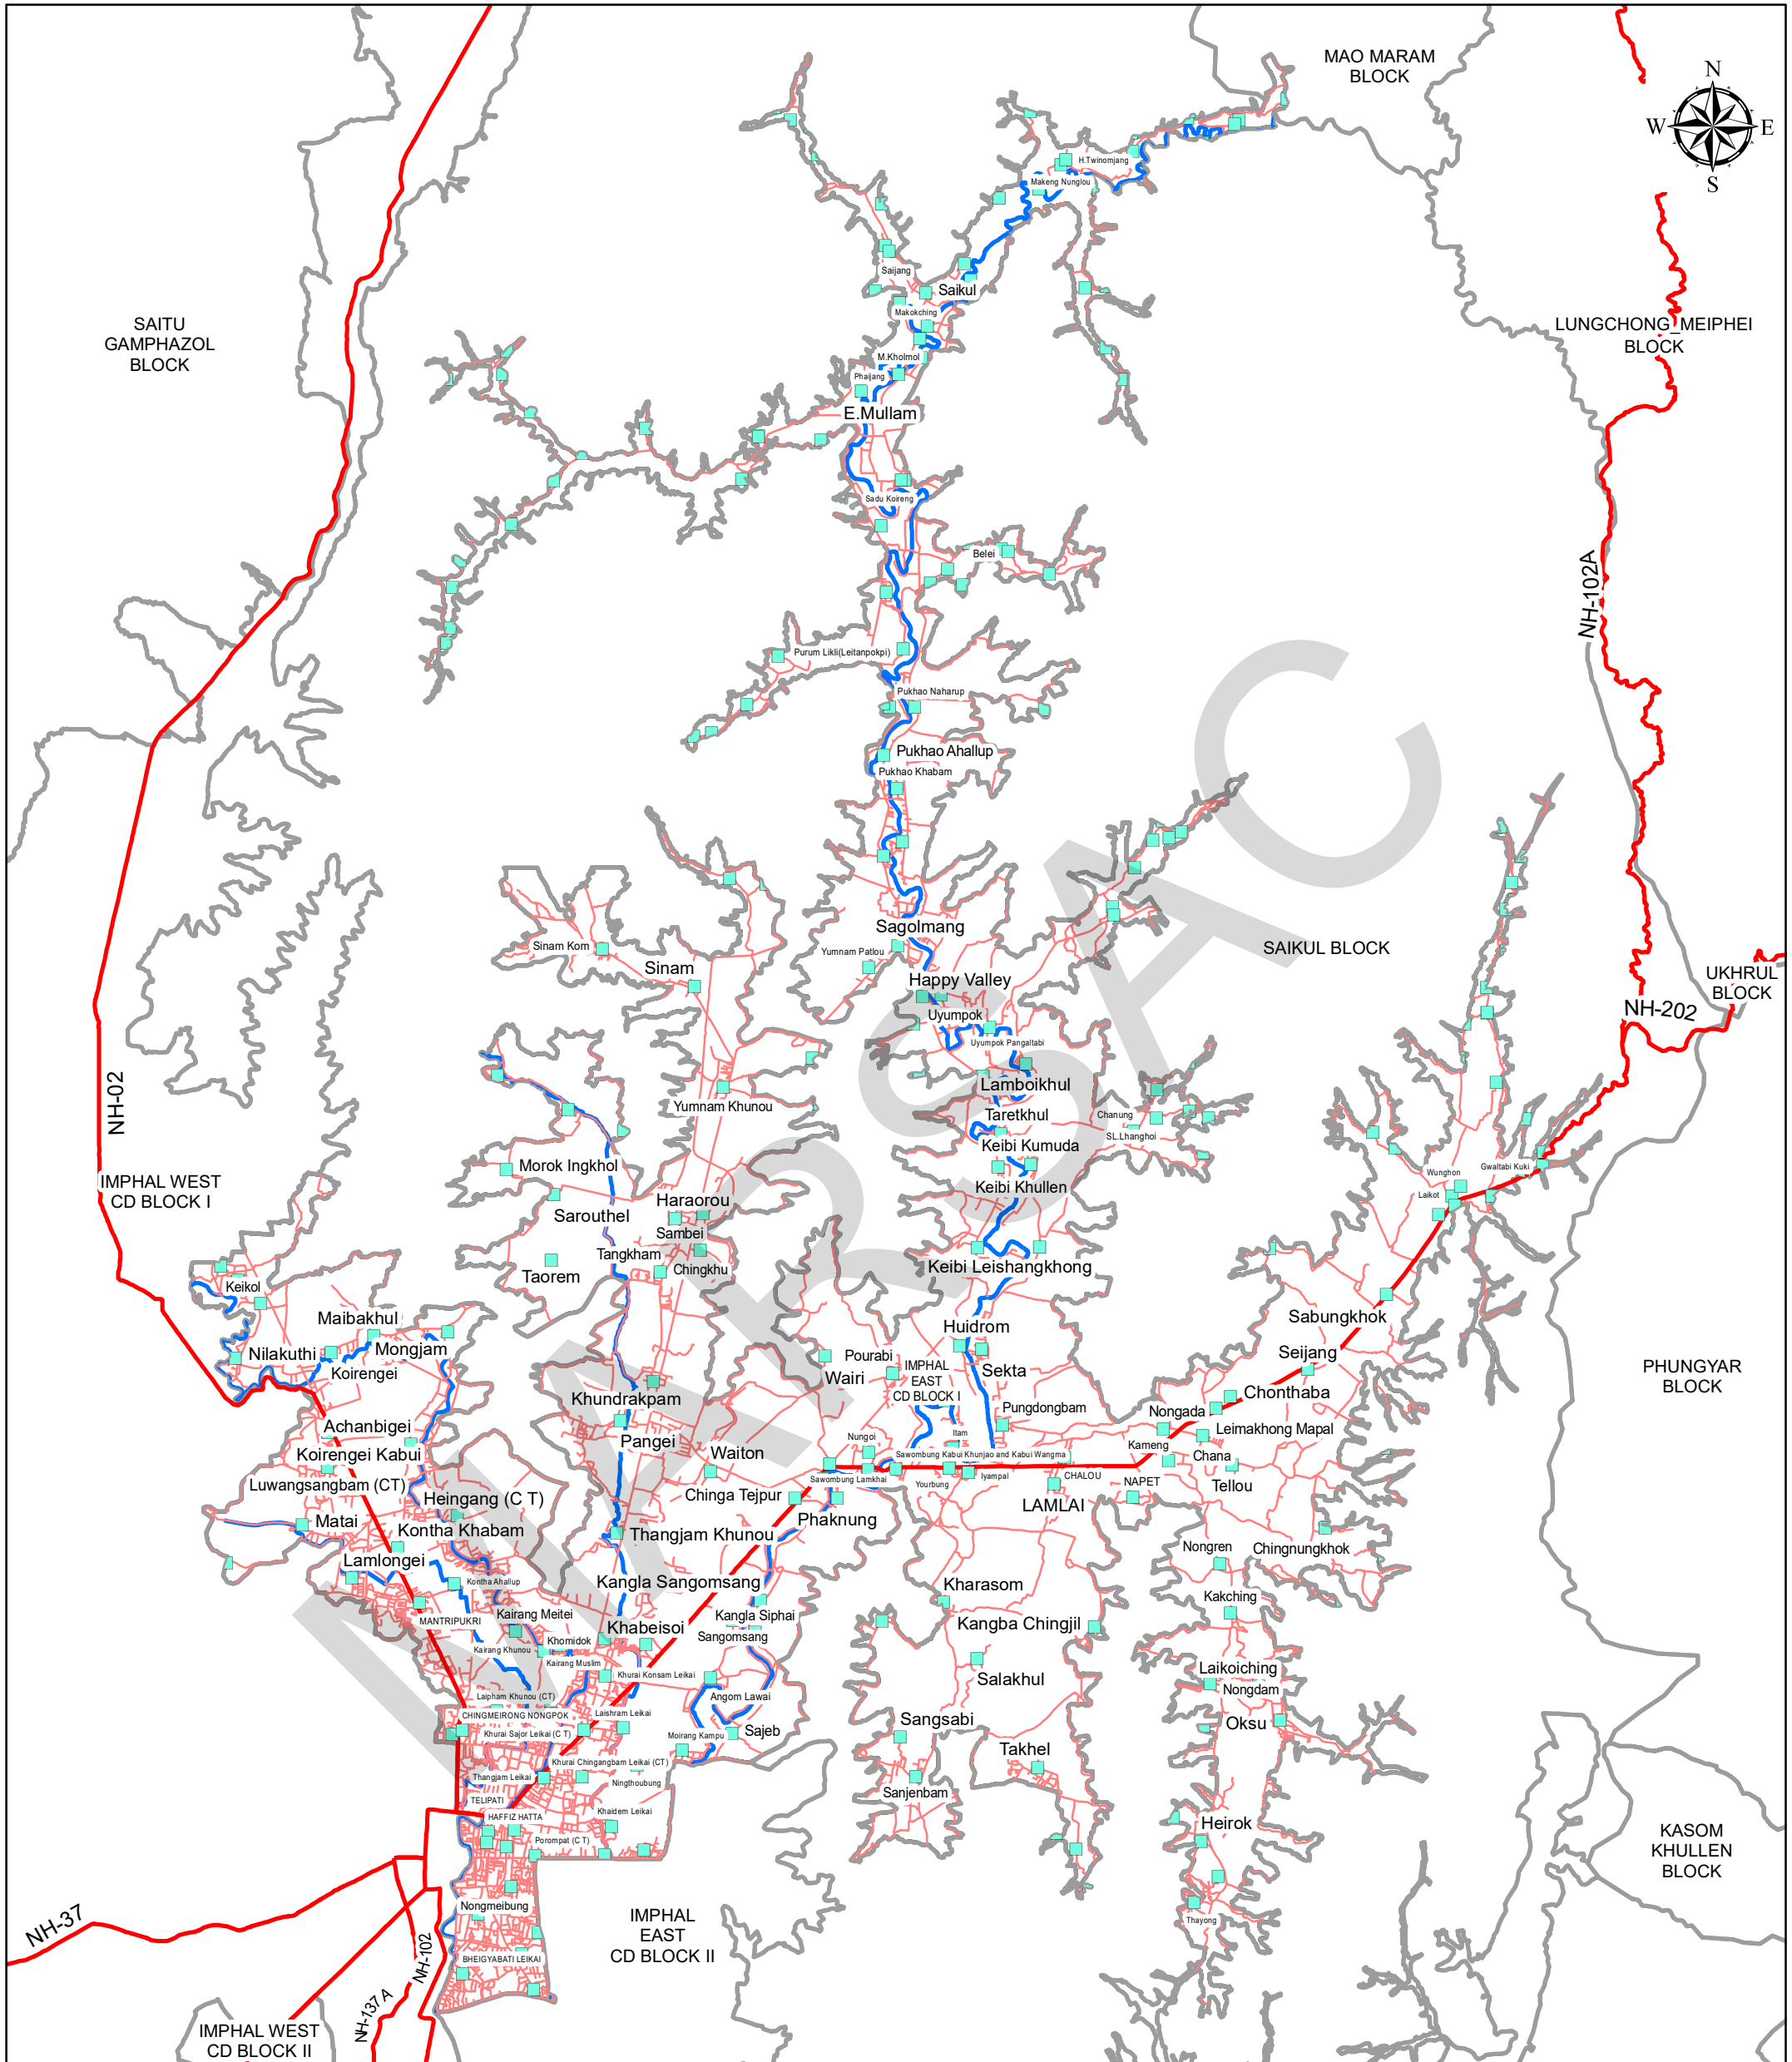 MAO MARAM
BLOCK
N
W
E
S
H.Twinomjang
Makeng Nunglou
Saijang
Saikul
Makokching
SAITU
GAMPHAZOL
BLOCK
LUNGCHONG_MEIPHEI
BLOCK
M.Kholmol
Phaijang
E.Mullam
Sadu Koireng
Belei
NH-102A
Purum Likli(Leitanpokpi)
Pukhao Naharup
Pukhao Ahallup
Pukhao Khabam
Sagolmang
Sinam Kom
Yumnam Patlou
SAIKUL BLOCK
Sinam
Happy Valley
UKHRUL
BLOCK
NH-202
Uyumpok
Uyumpok Pangaltabi
Lamboikhul
NH-02
Yumnam Khunou
Taretkhul
Chanung
SL.Lhanghoi
Keibi Kumuda
Morok Ingkhol
Wunghon
Gwaltabi Kuki
IMPHAL WEST
CD BLOCK I
Keibi Khullen
Laikot
Haraorou
Sarouthel
Sambei
Tangkham
Chingkhu
Taorem
Keibi Leishangkhong
Keikol
Maibakhul
Sabungkhok
Huidrom
Nilakuthi
Mongjam
Seijang
Koirengei
Pourabi
Wairi
IMPHAL
EAST
CD BLOCK I
Sekta
PHUNGYAR
BLOCK
Khundrakpam
Chonthaba
Pungdongbam
Nongada
Achanbigei
Leimakhong Mapal
Itam
Pangei
Nungoi
Kameng
Koirengei Kabui
Waiton
Sawombung Kabui Khunjao and Kabui Wangma
Chana
Luwangsangbam (CT)
Sawombung Lamkhai
Iyampal
CHALOU
NAPET
Tellou
Yourbung
Heingang (C T)
Chinga Tejpur
LAMLAI
Matai
Phaknung
Kontha Khabam
Thangjam Khunou
Nongren
Chingnungkhok
Lamlongei
Kontha Ahallup
Kangla Sangomsang
Kharasom
Kakching
MANTRIPUKRI
Kairang Meitei
Kangla Siphai
Kangba Chingjil
Khabeisoi
Sangomsang
Khomidok
Kairang Khunou
Kairang Muslim
Khurai Konsam Leikai
Laikoiching
Salakhul
Nongdam
Laipham Khunou (CT)
Angom Lawai
CHINGMEIRONG NONGPOK
Laishram Leikai
Sangsabi
Oksu
Khurai Sajor Leikai (C T)
Moirang Kampu
Sajeb
Takhel
Khurai Chingangbam Leikai (CT)
Thangjam Leikai
Ningthoubung
Sanjenbam
TELIPATI
HAFFIZ HATTA
Khaidem Leikai
Heirok
KASOM
KHULLEN
BLOCK
Porompat (C T)
Nongmeibung
Thayong
NH-37
IMPHAL
EAST
CD BLOCK II
NH-102
BHEIGYABATI LEIKAI
NH-137 A
IMPHAL WEST
CD BLOCK II
MARSAC